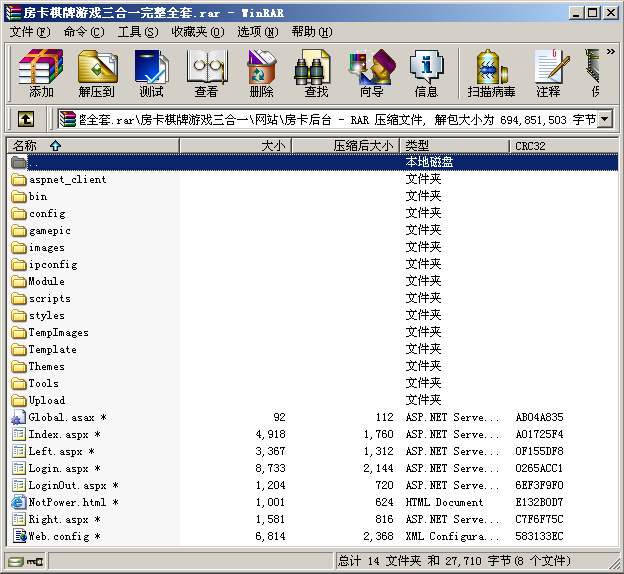 房卡棋牌游戏三合一完整全套.rar - WinRAR
文件(F) 命令(C) 工具(S) 收藏夹(O) 选项(N) 帮助(H)
添加 解压到 测试 查看 删除 查找 向导 信息 扫描病毒 注释
整全套.rar\房卡棋牌游戏三合一\网站\房卡后台 - RAR 压缩文件, 解包大小为 694,851,503 字节
名称 大小 压缩后大小 类型 CRC32
.. 本地磁盘
aspnet_client 文件夹
bin 文件夹
config 文件夹
gamepic 文件夹
images 文件夹
ipconfig 文件夹
Module 文件夹
scripts 文件夹
styles 文件夹
TempImages 文件夹
Template 文件夹
Themes 文件夹
Tools 文件夹
Upload 文件夹
Global.asax * 92 112 ASP.NET Serve... AB04A835
Index.aspx * 4,918 1,760 ASP.NET Serve... A01725F4
Left.aspx * 3,367 1,312 ASP.NET Serve... 0F155DF8
Login.aspx * 8,733 2,144 ASP.NET Serve... 0265ACC1
LoginOut.aspx * 1,204 720 ASP.NET Serve... 6EF3F9F0
NotPower.html * 1,001 624 HTML Document E132B0D7
Right.aspx * 1,581 816 ASP.NET Serve... C7F6F75C
Web.config * 6,814 2,368 XML Configura... 583133EC
总计 14 文件夹 和 27,710 字节(8 个文件)